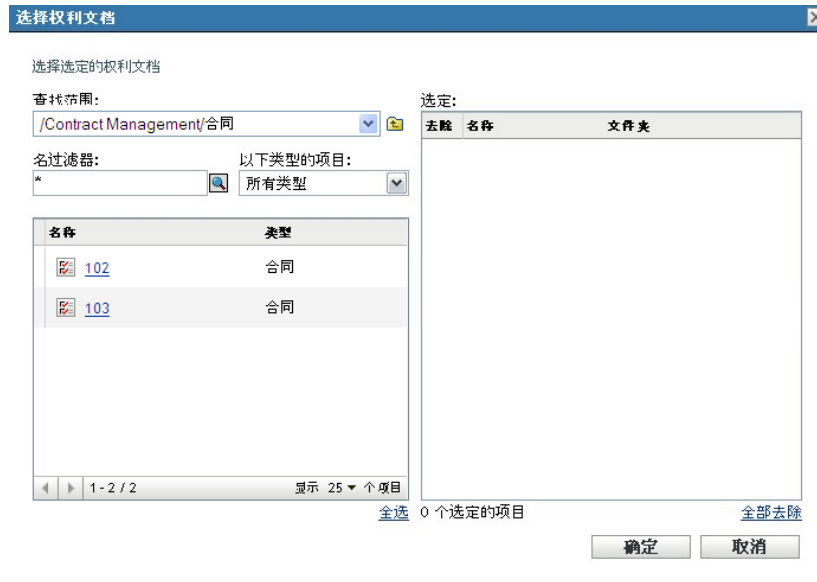 选择权利文档
选择选定的权利文档
查找范围:
/Contract Management/合同
名过滤器:
以下类型的项目:
*
所有类型
名称 类型
102 合同
103 合同
1 - 2 / 2 显示 25 个项目
全选
选定:
去除 名称 文件夹
0 个选定的项目 全部去除
确定 取消